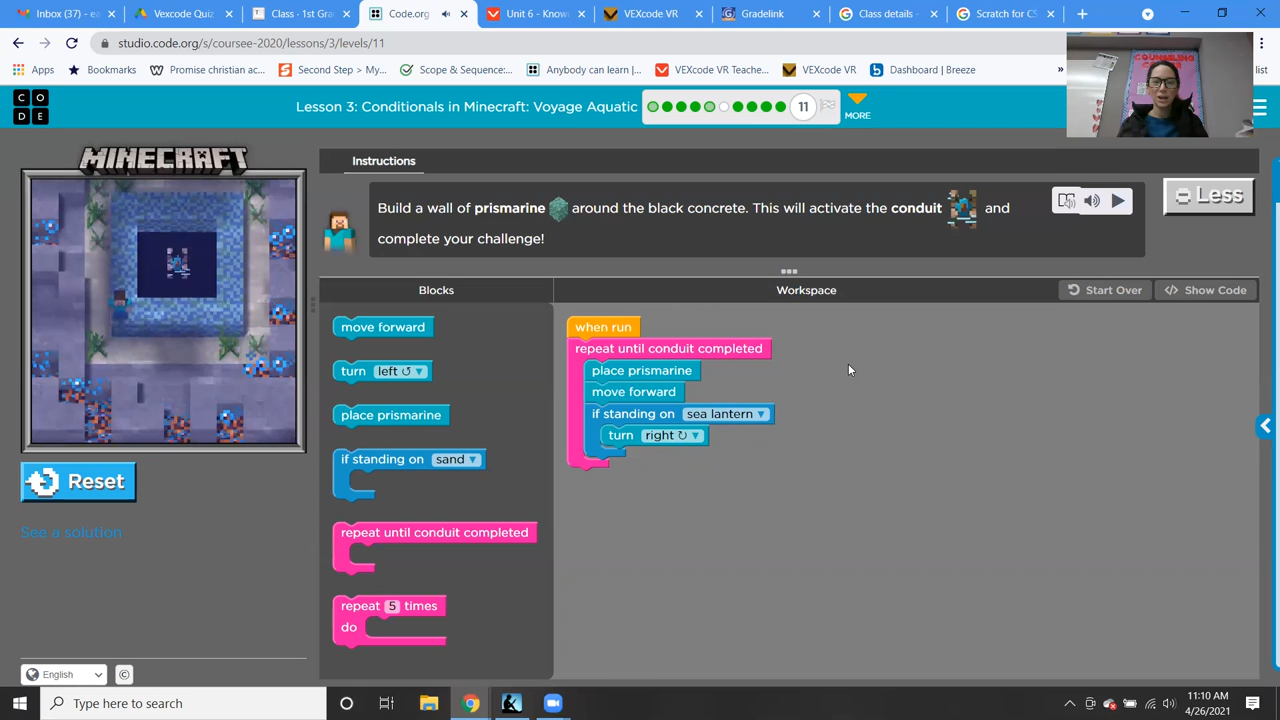 Inbox (?) - ea
Vexcode Quiz
Class - 1st Gran
Code.org
Unit 6 - Know
VEXcode VR
Gradelink
Class details -
Scratch for CS
studio.code.org/s/coursee-2020/lessons/3/levels/11
Apps
Bookmarks
Promise christian ac...
Second Step > My...
Scope & Sequence:...
Anybody can learn |...
VEXcode VR Teache...
VEXcode VR
Dashboard | Breeze
»
list
COUNSELING
C O
D E
Lesson 3: Conditionals in Minecraft: Voyage Aquatic
11
MORE
MINECRAFT
Instructions
Build a wall of prismarine around the black concrete. This will activate the conduit and
complete your challenge!
Less
Blocks
Workspace
Start Over
Show Code
move forward
turn left
place prismarine
if standing on sand
repeat until conduit completed
repeat 5 times
do
when run
repeat until conduit completed
place prismarine
move forward
if standing on sea lantern
turn right
Reset
See a solution
English
©
Type here to search
11:10 AM
4/26/2021